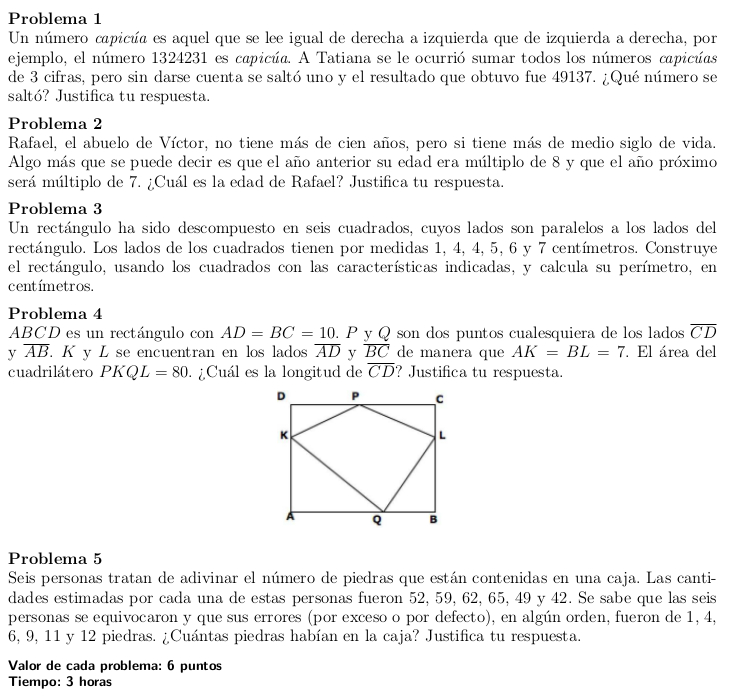 Problema 1
Un número capicúa es aquel que se lee igual de derecha a izquierda que de izquierda a derecha, por
ejemplo, el número 1324231 es capicúa. A Tatiana se le ocurrió sumar todos los números capicúas
de 3 cifras, pero sin darse cuenta se saltó uno y el resultado que obtuvo fue 49137. ¿Qué número se
saltó? Justifica tu respuesta.
Problema 2
Rafael, el abuelo de Víctor, no tiene más de cien años, pero si tiene más de medio siglo de vida.
Algo más que se puede decir es que el año anterior su edad era múltiplo de 8 y que el año próximo
será múltiplo de 7. ¿Cuál es la edad de Rafael? Justifica tu respuesta.
Problema 3
Un rectángulo ha sido descompuesto en seis cuadrados, cuyos lados son paralelos a los lados del
rectángulo. Los lados de los cuadrados tienen por medidas 1, 4, 4, 5, 6 y 7 centímetros. Construye
el rectángulo, usando los cuadrados con las características indicadas, y calcula su perímetro, en
centímetros.
Problema 4
ABCD es un rectángulo con AD = BC = 10. P y Q son dos puntos cualesquiera de los lados CD
y AB. K y L se encuentran en los lados AD y BC de manera que AK = BL = 7. El área del
cuadrilátero PKQL = 80. ¿Cuál es la longitud de CD? Justifica tu respuesta.
D P C
K L
A Q B
Problema 5
Seis personas tratan de adivinar el número de piedras que están contenidas en una caja. Las canti-
dades estimadas por cada una de estas personas fueron 52, 59, 62, 65, 49 y 42. Se sabe que las seis
personas se equivocaron y que sus errores (por exceso o por defecto), en algún orden, fueron de 1, 4,
6, 9, 11 y 12 piedras. ¿Cuántas piedras habían en la caja? Justifica tu respuesta.
Valor de cada problema: 6 puntos
Tiempo: 3 horas